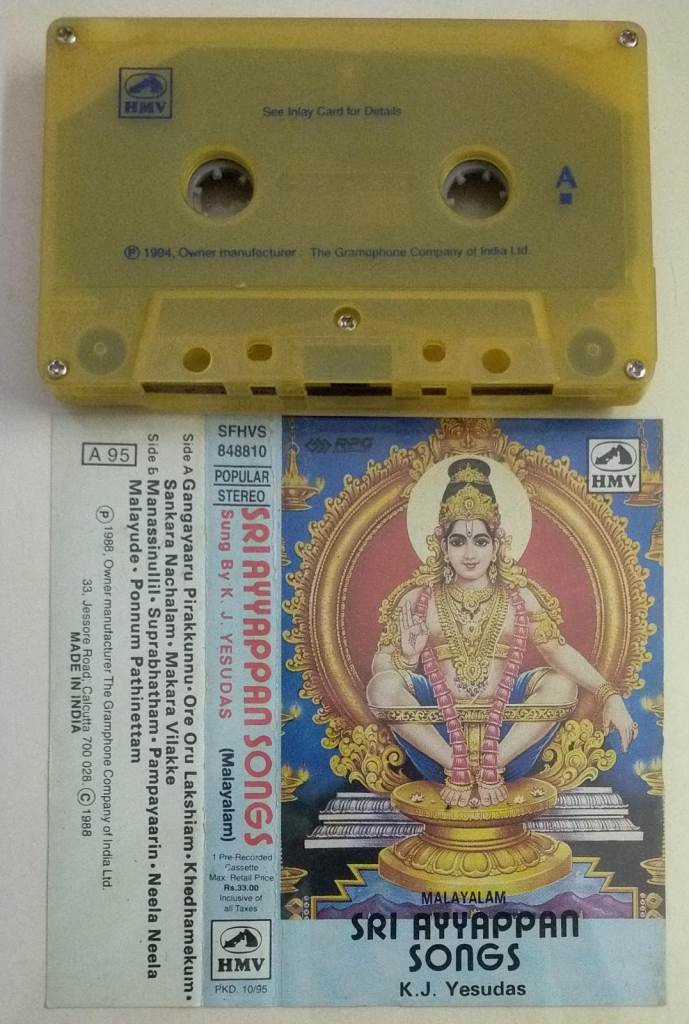 HMV
See Inlay Card for Details
A
Ⓟ 1994, Owner manufacturer : The Gramophone Company of India Ltd.
A 95
Side A Gangayaaru Pirakkunnu • Ore Oru Lakshiam • Khedhamekum •
Sankara Nachalam • Makara Vilakke
Side B Manassinullil • Suprabhatham • Pampayaarin • Neela Neela
Malayude • Ponnum Pathinettam
Ⓟ 1988, Owner manufacturer The Gramphone Company of India Ltd.
33, Jessore Road, Calcutta 700 028. © 1988
MADE IN INDIA
SFHVS
848810
POPULAR
STEREO
SRI AYYAPPAN SONGS
Sung By K. J. YESUDAS (Malayalam)
1 Pre-Recorded
Cassette
Max. Retail Price
Rs.33.00
Inclusive of
all Taxes
HMV
PKD. 10/95
RPG
HMV
MALAYALAM
SRI AYYAPPAN
SONGS
K.J. Yesudas